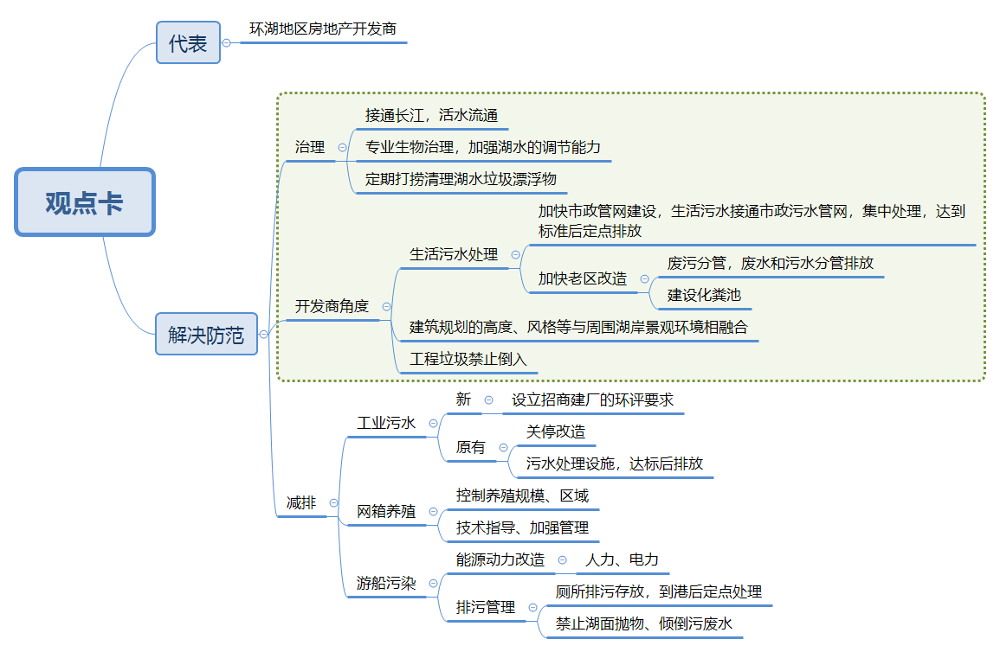 代表
环湖地区房地产开发商
观点卡
解决防范
治理
接通长江，活水流通
专业生物治理，加强湖水的调节能力
定期打捞清理湖水垃圾漂浮物
开发商角度
生活污水处理
加快市政管网建设，生活污水接通市政污水管网，集中处理，达到
标准后定点排放
加快老区改造
废污分管，废水和污水分管排放
建设化粪池
建筑规划的高度、风格等与周围湖岸景观环境相融合
工程垃圾禁止倒入
减排
工业污水
新
设立招商建厂的环评要求
原有
关停改造
污水处理设施，达标后排放
网箱养殖
控制养殖规模、区域
技术指导、加强管理
游船污染
能源动力改造
人力、电力
排污管理
厕所排污存放，到港后定点处理
禁止湖面抛物、倾倒污废水